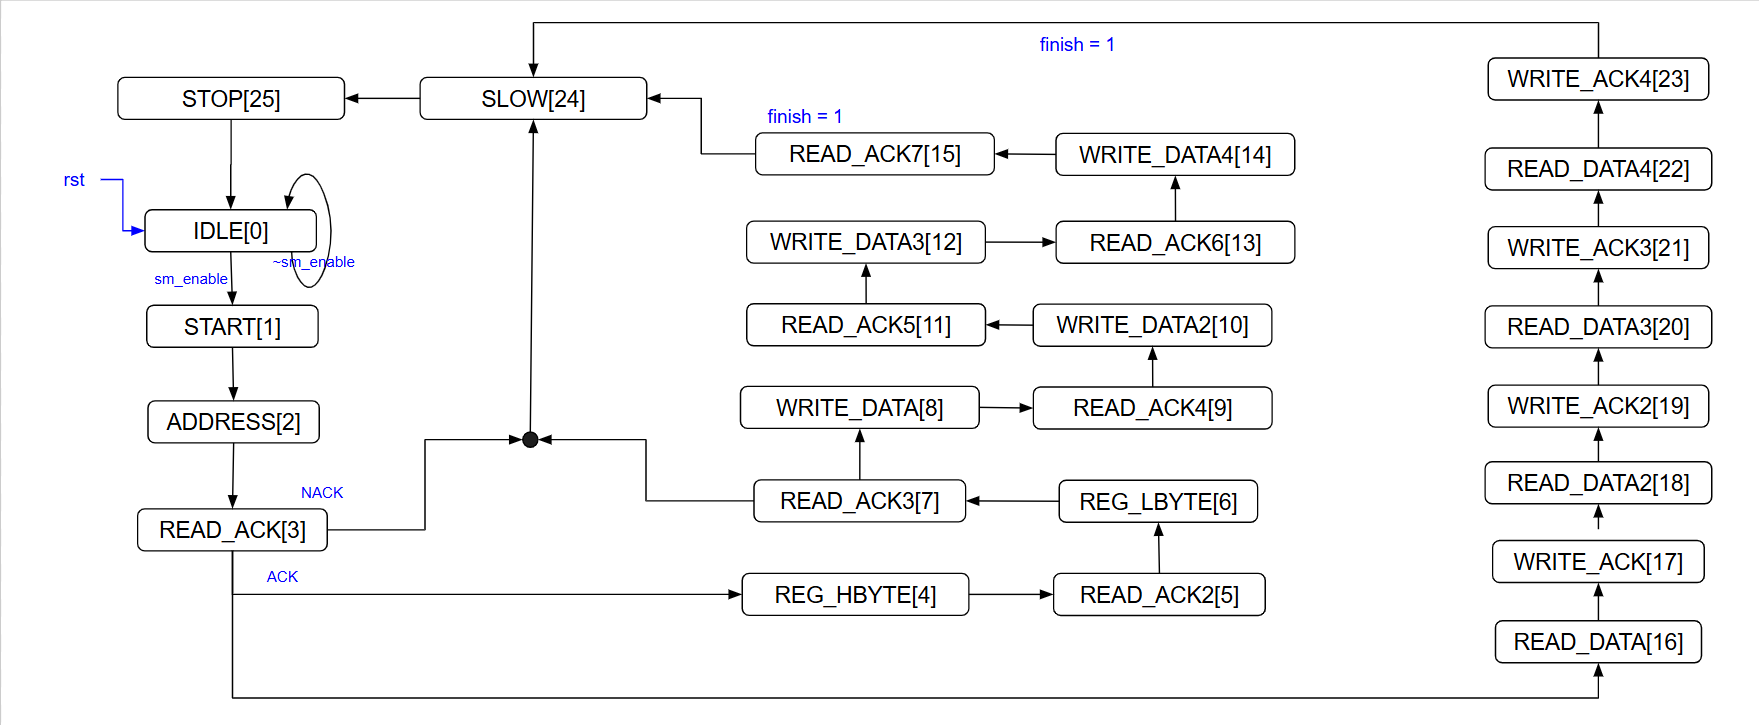 finish = 1
WRITE_ACK4[23]
STOP[25]
SLOW[24]
finish = 1
READ_ACK7[15]
WRITE_DATA4[14]
READ_DATA4[22]
rst
IDLE[0]
WRITE_DATA3[12]
READ_ACK6[13]
WRITE_ACK3[21]
~sm_enable
sm_enable
START[1]
READ_ACK5[11]
WRITE_DATA2[10]
READ_DATA3[20]
ADDRESS[2]
WRITE_DATA[8]
READ_ACK4[9]
WRITE_ACK2[19]
NACK
READ_ACK3[7]
REG_LBYTE[6]
READ_DATA2[18]
READ_ACK[3]
WRITE_ACK[17]
ACK
REG_HBYTE[4]
READ_ACK2[5]
READ_DATA[16]